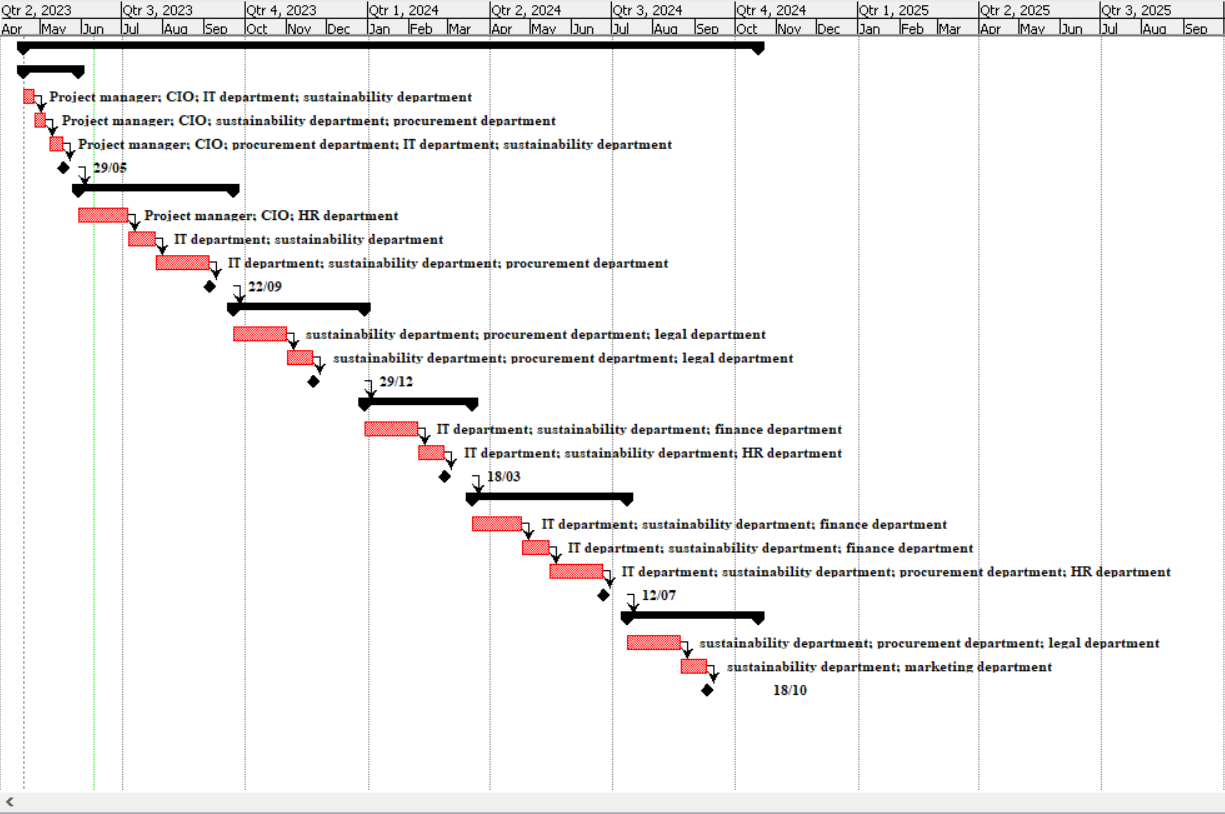 Qtr 2, 2023 Qtr 3, 2023 Qtr 4, 2023 Qtr 1, 2024 Qtr 2, 2024 Qtr 3, 2024 Qtr 4, 2024 Qtr 1, 2025 Qtr 2, 2025 Qtr 3, 2025
Apr May Jun Jul Aug Sep Oct Nov Dec Jan Feb Mar Apr May Jun Jul Aug Sep Oct Nov Dec Jan Feb Mar Apr May Jun Jul Aug Sep
Project manager; CIO; IT department; sustainability department
Project manager; CIO; sustainability department; procurement department
Project manager; CIO; procurement department; IT department; sustainability department
29/05
Project manager; CIO; HR department
IT department; sustainability department
IT department; sustainability department; procurement department
22/09
sustainability department; procurement department; legal department
sustainability department; procurement department; legal department
29/12
IT department; sustainability department; finance department
IT department; sustainability department; HR department
18/03
IT department; sustainability department; finance department
IT department; sustainability department; finance department
IT department; sustainability department; procurement department; HR department
12/07
sustainability department; procurement department; legal department
sustainability department; marketing department
18/10